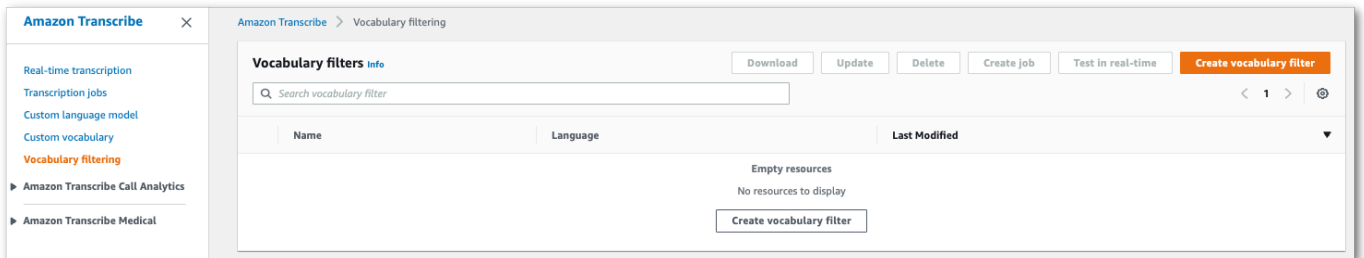 Amazon Transcribe
Real-time transcription
Transcription jobs
Custom language model
Custom vocabulary
Vocabulary filtering
Amazon Transcribe Call Analytics
Amazon Transcribe Medical
Amazon Transcribe > Vocabulary filtering
Vocabulary filters Info Download Update Delete Create job Test in real-time Create vocabulary filter
Search vocabulary filter < 1 >
Name Language Last Modified
Empty resources
No resources to display
Create vocabulary filter